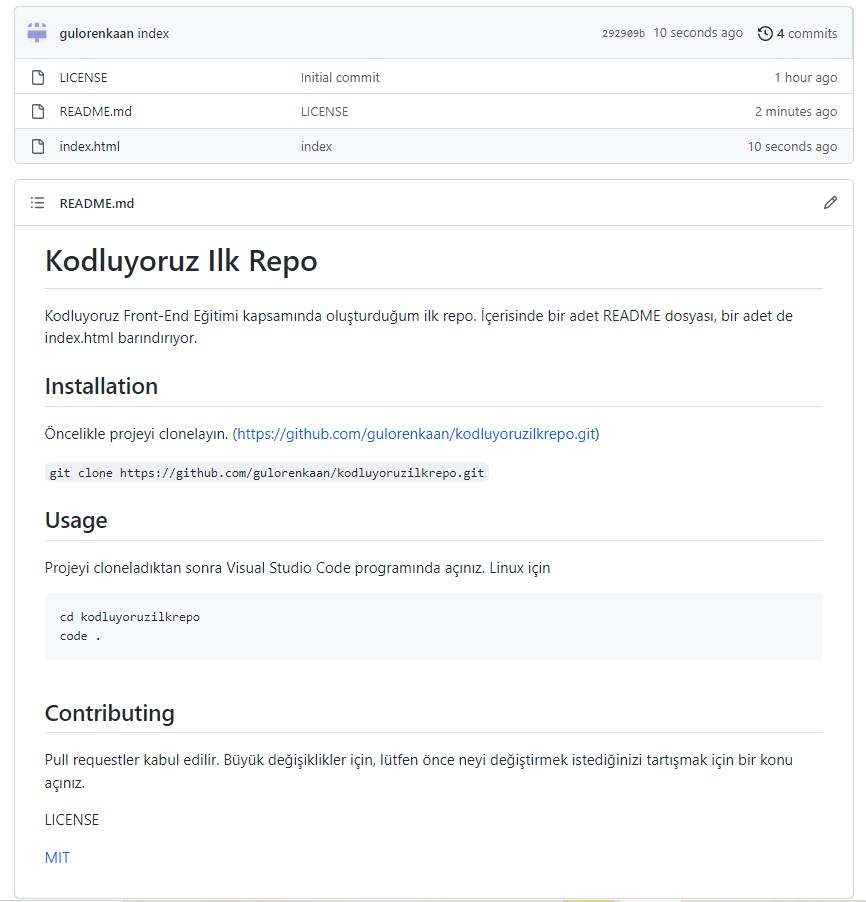 gulorenkaan index 292909b 10 seconds ago 4 commits
LICENSE Initial commit 1 hour ago
README.md LICENSE 2 minutes ago
index.html index 10 seconds ago
README.md
Kodluyoruz Ilk Repo
Kodluyoruz Front-End Eğitimi kapsamında oluşturduğum ilk repo. İçerisinde bir adet README dosyası, bir adet de
index.html barındırıyor.
Installation
Öncelikle projeyi clonelayın. (https://github.com/gulorenkaan/kodluyoruzilkrepo.git)
git clone https://github.com/gulorenkaan/kodluyoruzilkrepo.git
Usage
Projeyi cloneladıktan sonra Visual Studio Code programında açınız. Linux için
cd kodluyoruzilkrepo
code .
Contributing
Pull requestler kabul edilir. Büyük değişiklikler için, lütfen önce neyi değiştirmek istediğinizi tartışmak için bir konu
açınız.
LICENSE
MIT